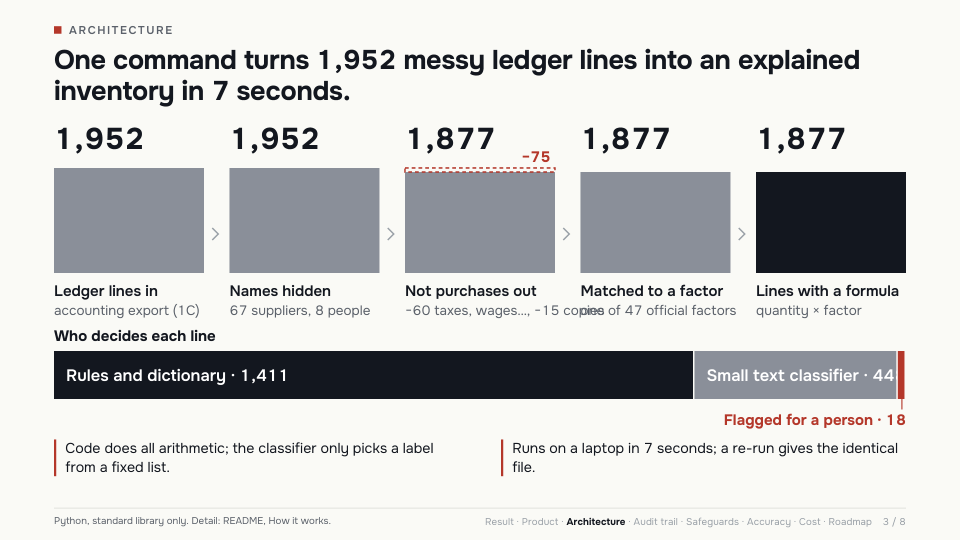 ARCHITECTURE
One command turns 1,952 messy ledger lines into an explained
inventory in 7 seconds.
1,952
1,952
1,877
1,877
1,877
−75
Ledger lines in
Names hidden
Not purchases out
Matched to a factor
Lines with a formula
accounting export (1C)
67 suppliers, 8 people
−60 taxes, wages…, −15 copies
one of 47 official factors
quantity × factor
Who decides each line
Rules and dictionary · 1,411
Small text classifier · 44
Flagged for a person · 18
Code does all arithmetic; the classifier only picks a label
from a fixed list.
Runs on a laptop in 7 seconds; a re-run gives the identical
file.
Python, standard library only. Detail: README, How it works.
Result · Product · Architecture · Audit trail · Safeguards · Accuracy · Cost · Roadmap 3 / 8